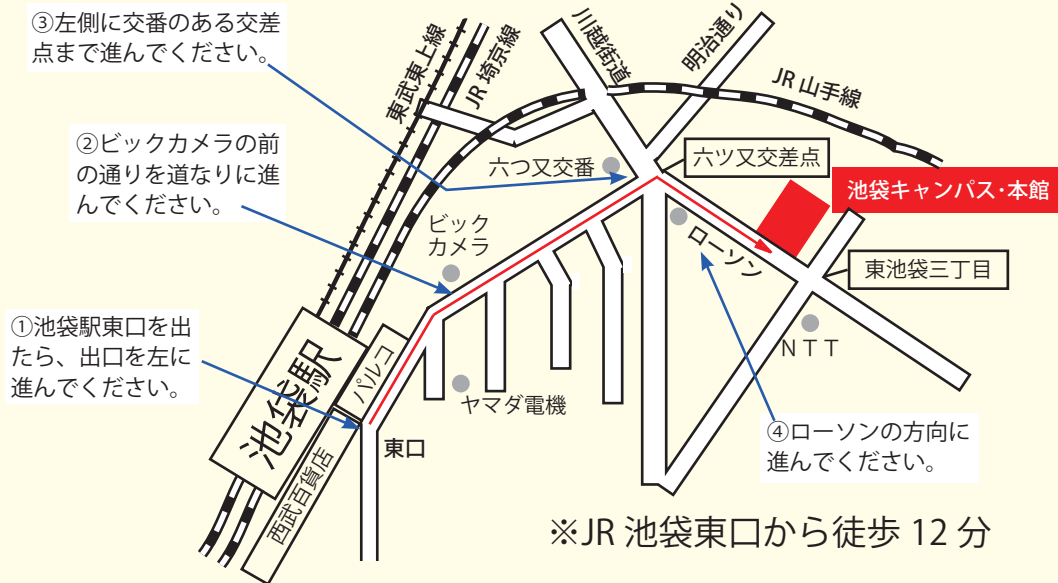 ③左側に交番のある交差
点まで進んでください。
東武東上線
JR 埼京線
川越街道
明治通り
JR 山手線
②ビックカメラの前
の通りを道なりに進
んでください。
六つ又交番
六ツ又交差点
池袋キャンパス・本館
ビック
カメラ
ローソン
東池袋三丁目
①池袋駅東口を出
たら、出口を左に
進んでください。
池袋駅
パルコ
ヤマダ電機
NTT
西武百貨店
東口
④ローソンの方向に
進んでください。
※JR 池袋東口から徒歩 12 分